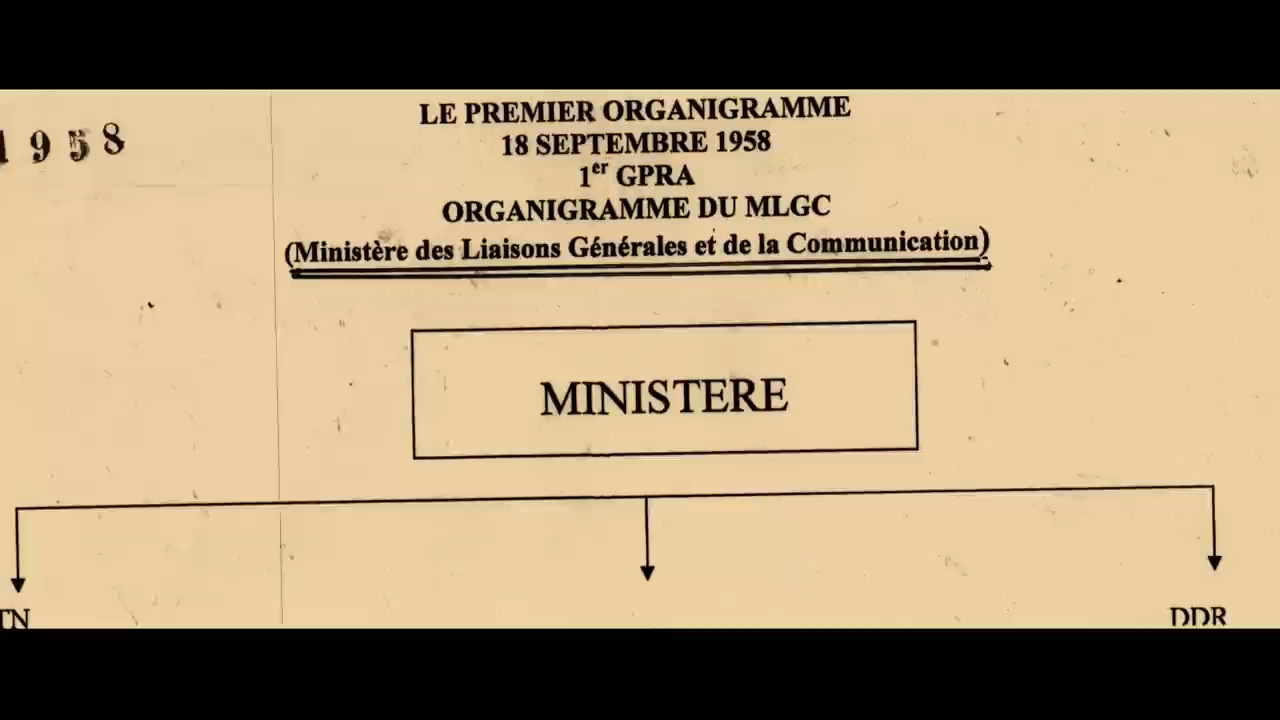 1958
LE PREMIER ORGANIGRAMME
18 SEPTEMBRE 1958
1er GPRA
ORGANIGRAMME DU MLGC
(Ministère des Liaisons Générales et de la Communication)
MINISTERE
TN DDR